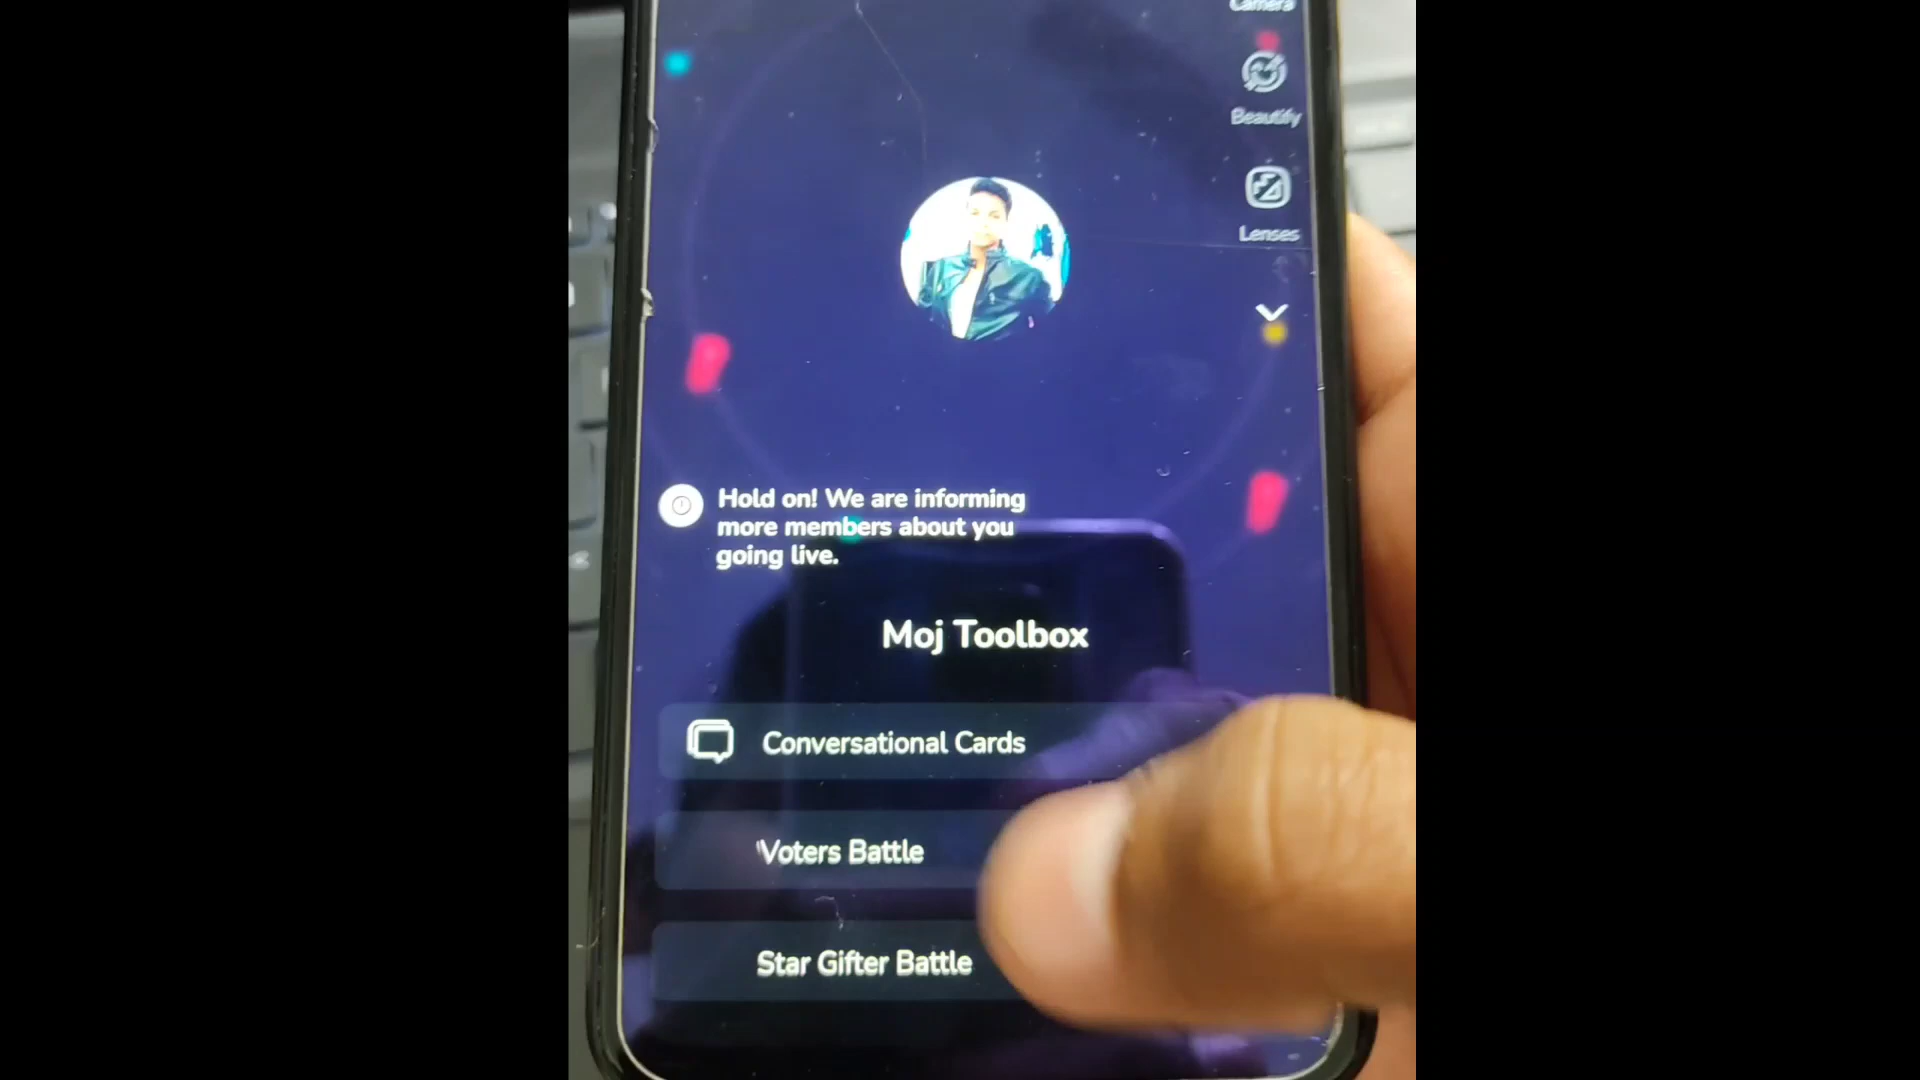 Camera
Beautify
Lenses
Hold on! We are informing
more members about you
going live.
Moj Toolbox
Conversational Cards
Voters Battle
Star Gifter Battle